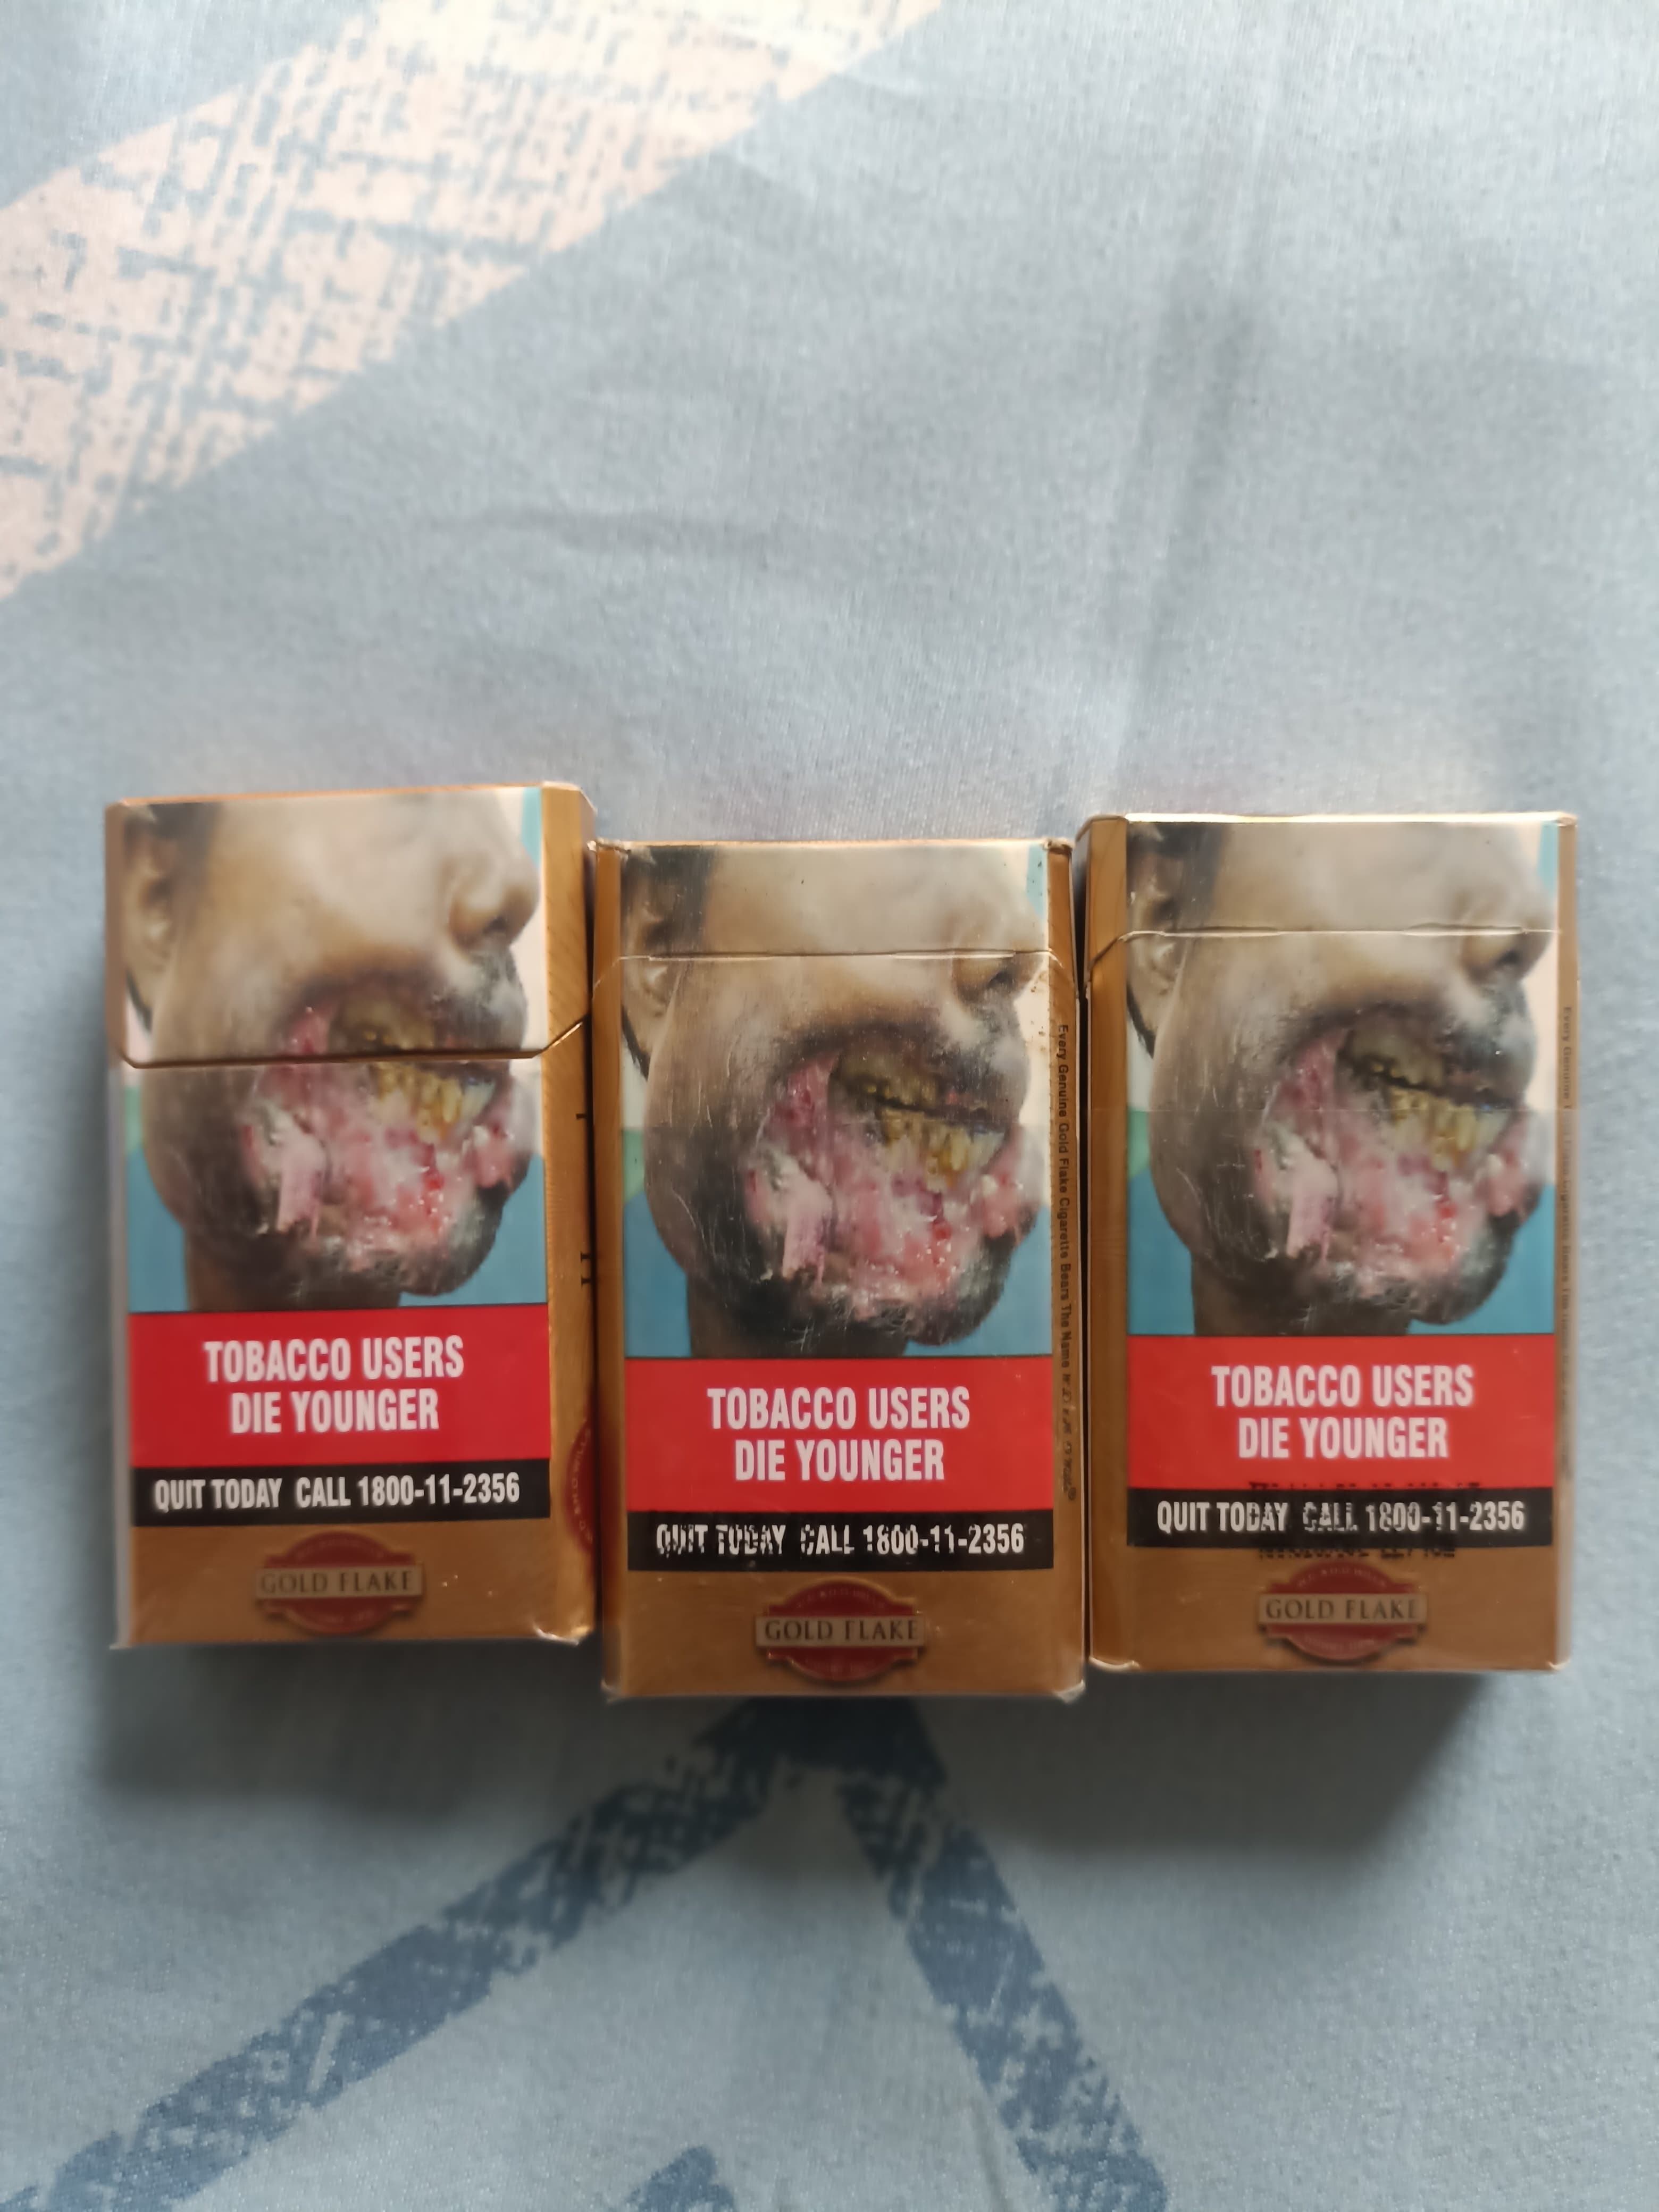 TOBACCO USERS
DIE YOUNGER
QUIT TODAY CALL 1800-11-2356
GOLD FLAKE
Every Genuine Gold Flake Cigarette Bears The Name
TOBACCO USERS
DIE YOUNGER
QUIT TODAY CALL 1800-11-2356
GOLD FLAKE
TOBACCO USERS
DIE YOUNGER
QUIT TODAY CALL 1800-11-2356
GOLD FLAKE